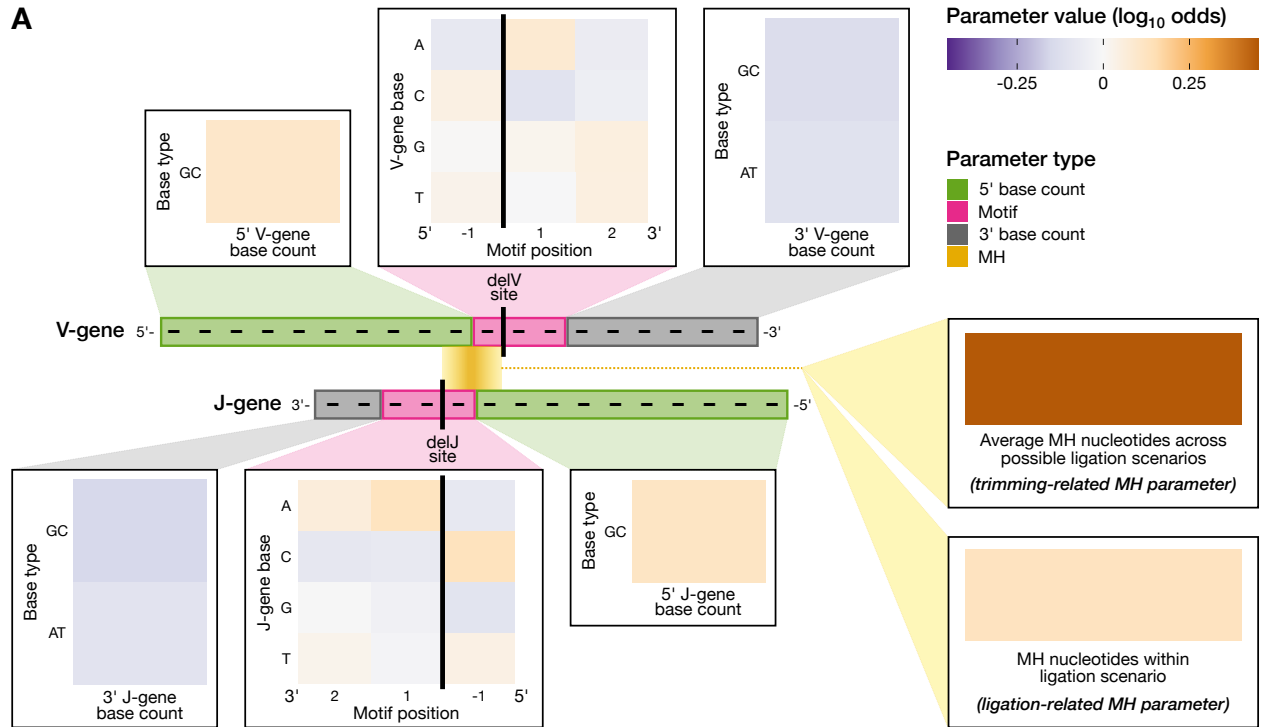 A
Parameter value (log10 odds)
-0.25
0
0.25
Parameter type
5' base count
Motif
3' base count
MH
Base type
GC
5' V-gene
base count
V-gene base
A
C
G
T
5'
-1
1
2
3'
Motif position
Base type
GC
AT
3' V-gene
base count
delV
site
V-gene
5'-
-3'
J-gene
3'-
-5'
delJ
site
Base type
GC
AT
3' J-gene
base count
J-gene base
A
C
G
T
3'
2
1
-1
5'
Motif position
Base type
GC
5' J-gene
base count
Average MH nucleotides across
possible ligation scenarios
(trimming-related MH parameter)
MH nucleotides within
ligation scenario
(ligation-related MH parameter)